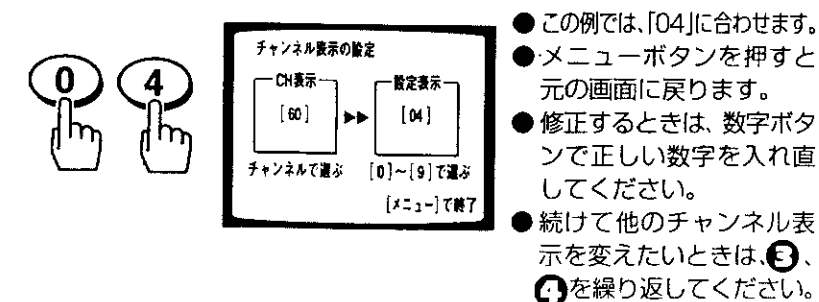 0 4
チャンネル表示の設定
CH表示 設定表示
[60] ▶▶ [04]
チャンネルで選ぶ [0]~[9]で選ぶ
[メニュー]で終了
●この例では、「04」に合わせます。
●メニューボタンを押すと
元の画面に戻ります。
●修正するときは、数字ボタ
ンで正しい数字を入れ直
してください。
●続けて他のチャンネル表
示を変えたいときは、❸、
❹を繰り返してください。